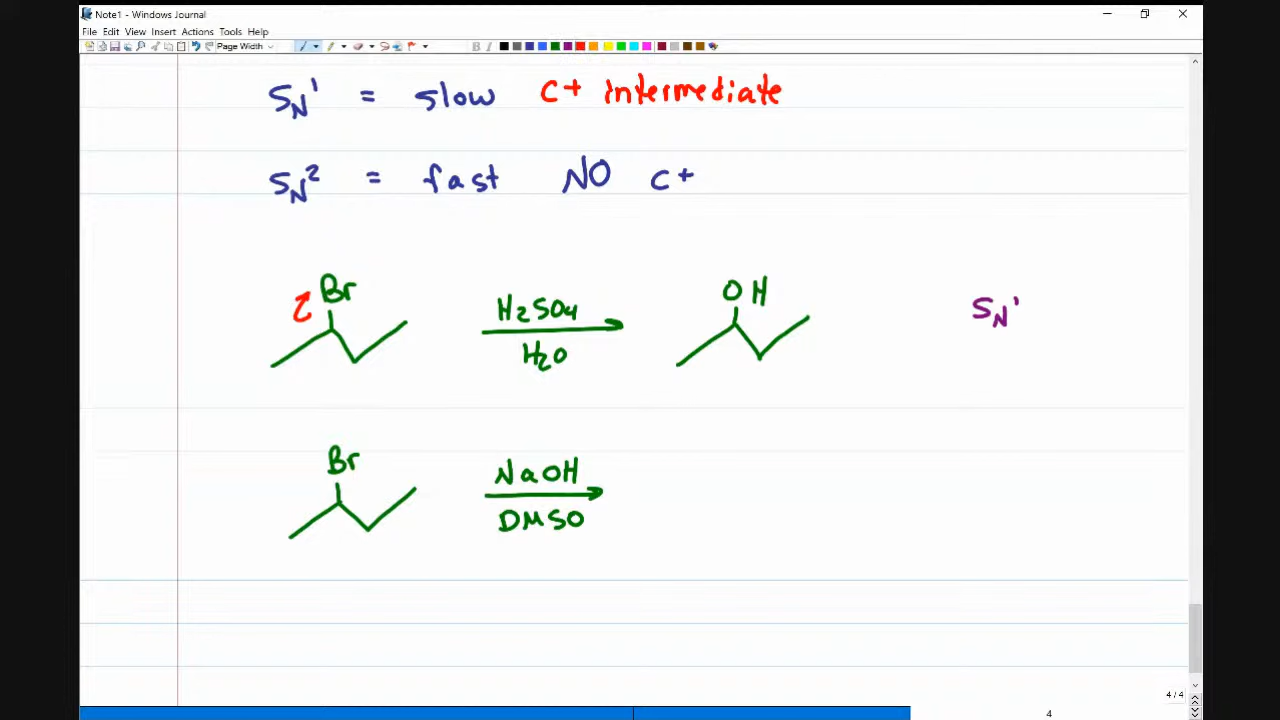 Note1 - Windows Journal
File Edit View Insert Actions Tools Help
Page Width B I
SN1 = slow C+ intermediate
SN2 = fast NO C+
Br H2SO4 OH SN1
H2O
Br NaOH
DMSO
4 / 4
4